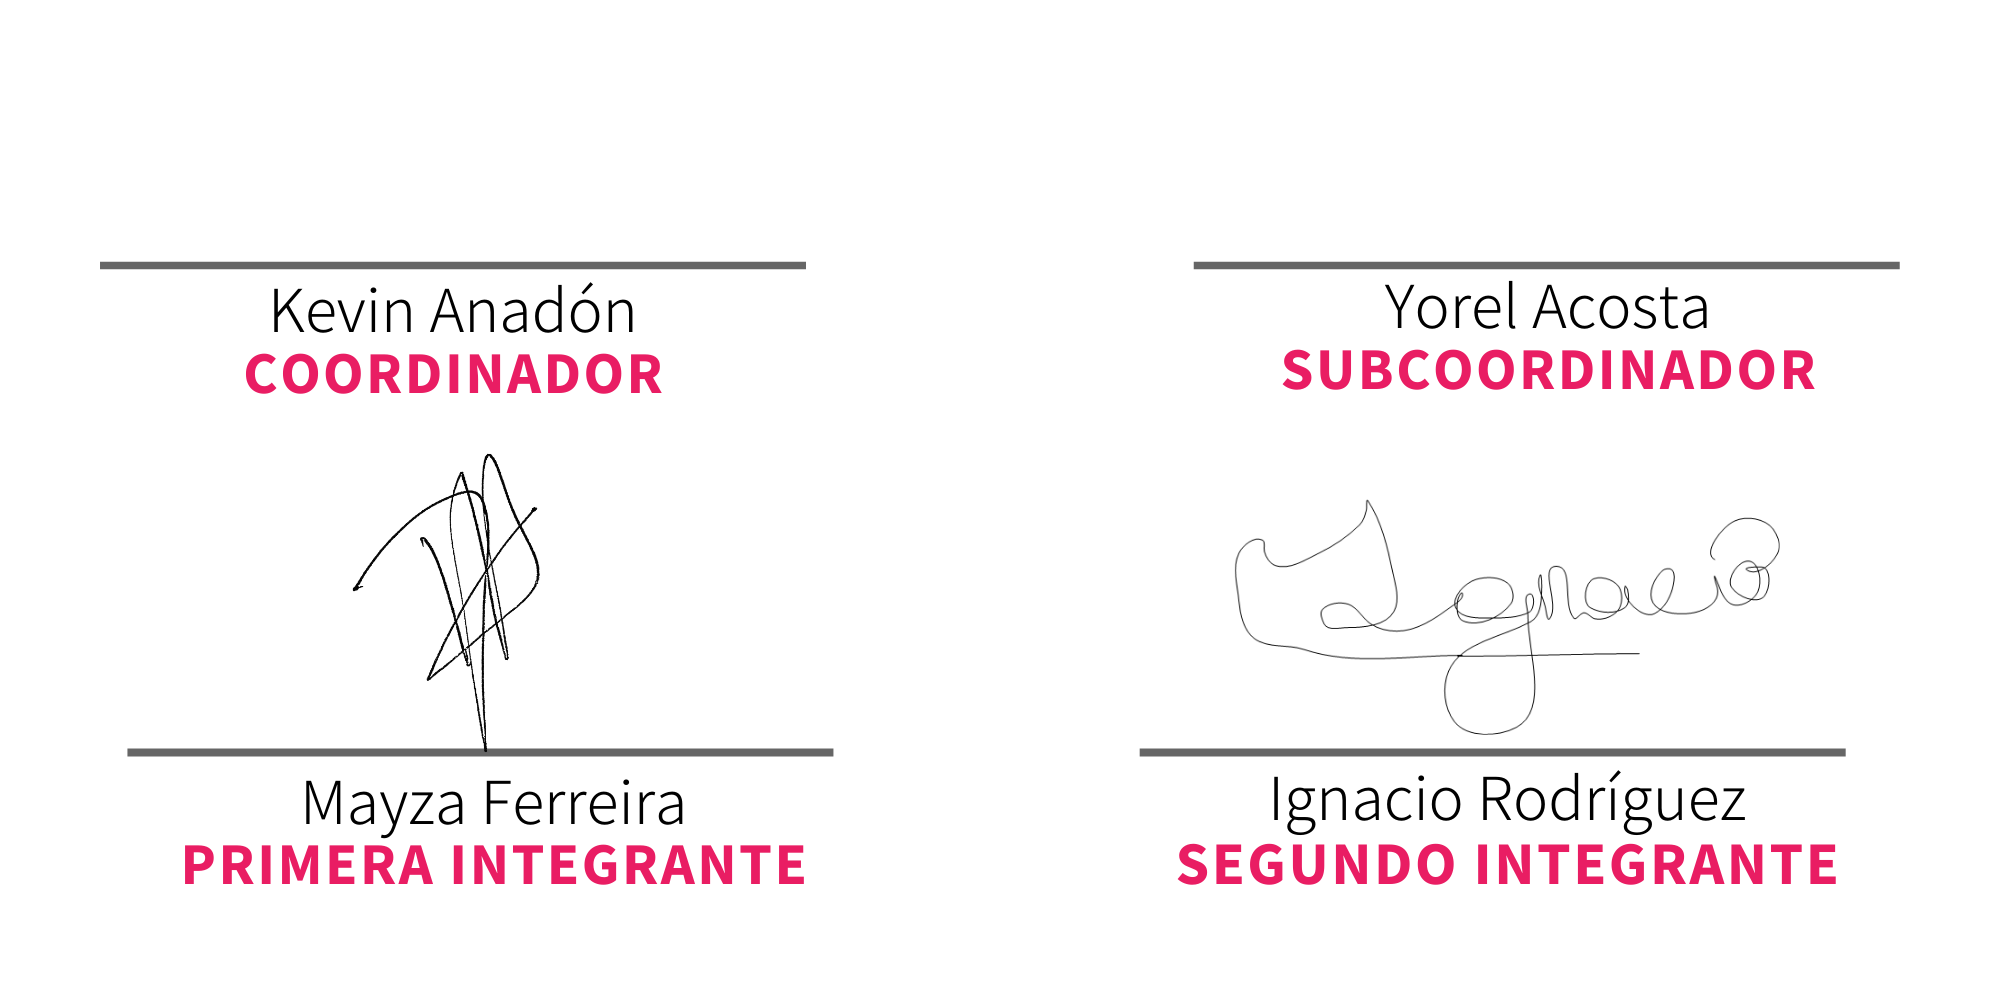 Kevin Anadón
COORDINADOR
Yorel Acosta
SUBCOORDINADOR
Ignacio
Mayza Ferreira
PRIMERA INTEGRANTE
Ignacio Rodríguez
SEGUNDO INTEGRANTE